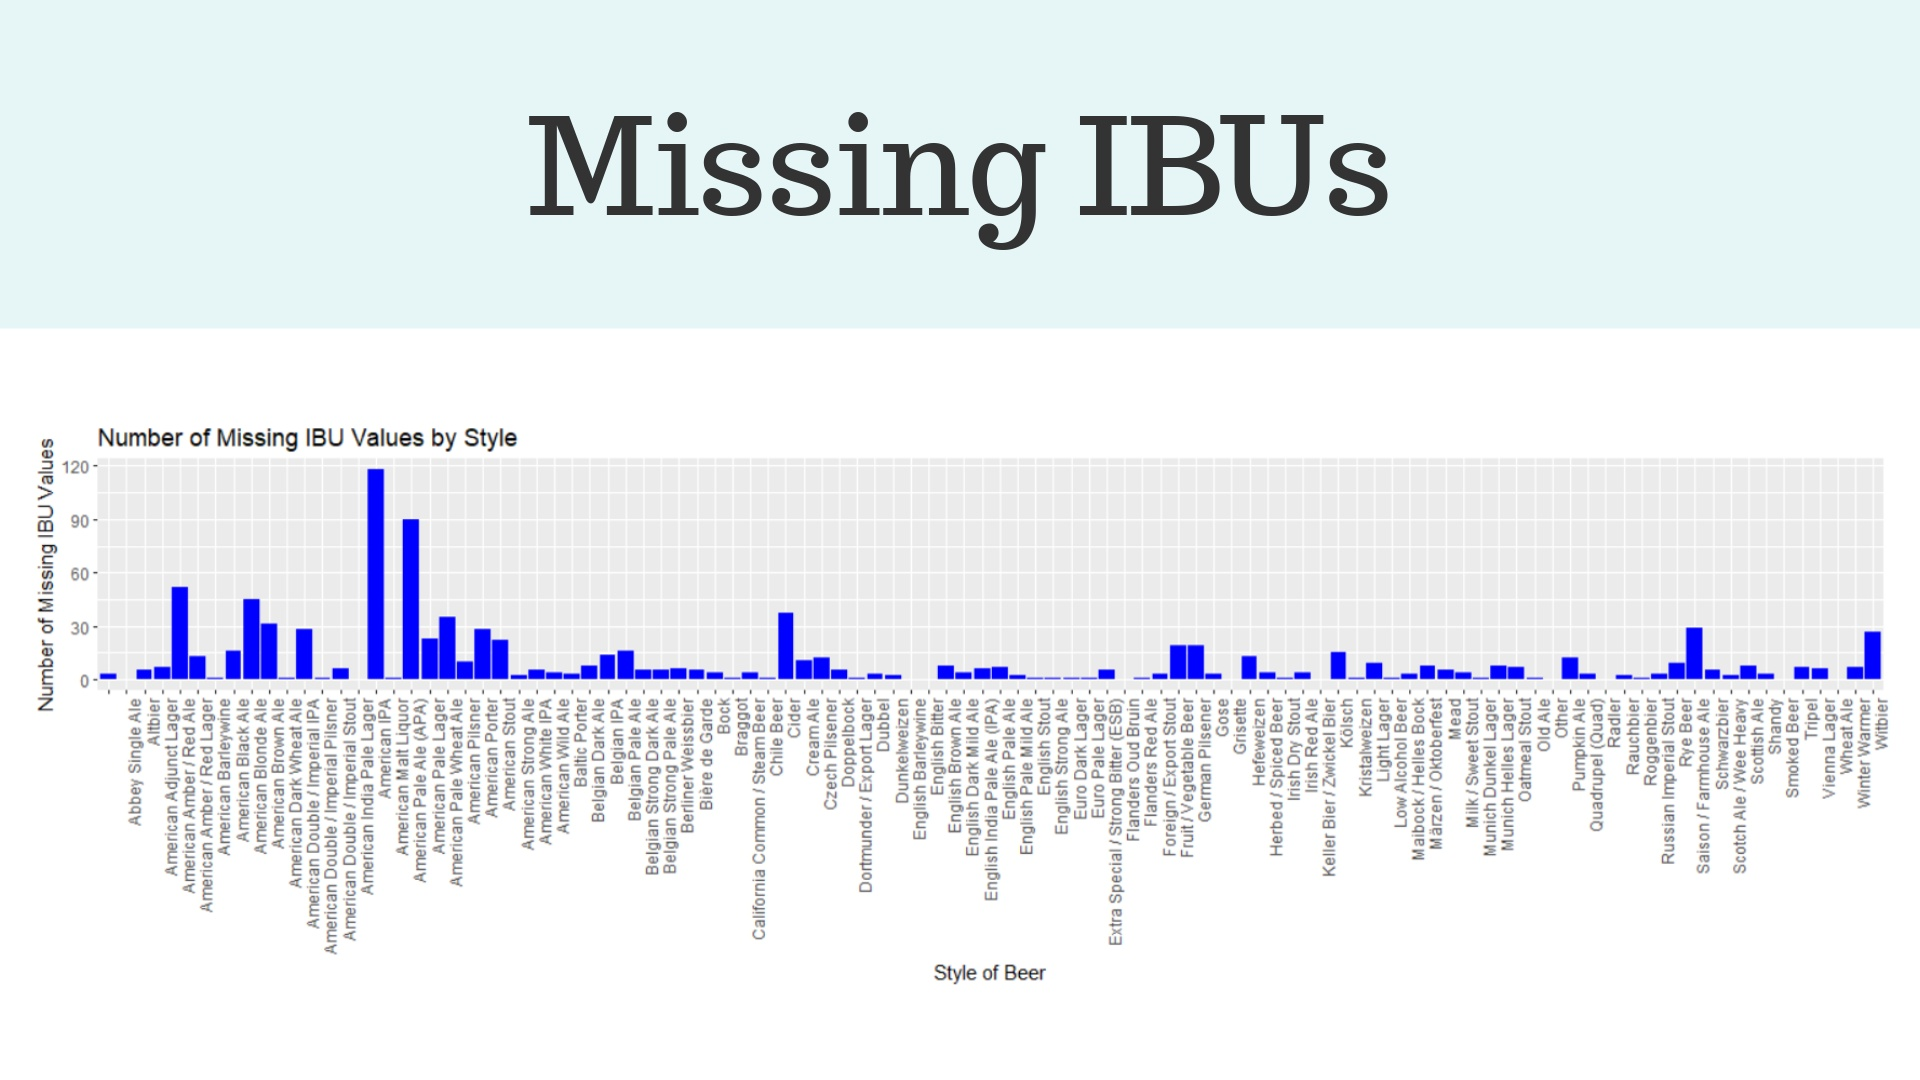 Missing IBUs
Number of Missing IBU Values by Style
Number of Missing IBU Values
120
90
60
30
0
Abbey Single Ale
Altbier
American Adjunct Lager
American Amber / Red Ale
American Amber / Red Lager
American Barleywine
American Black Ale
American Blonde Ale
American Brown Ale
American Dark Wheat Ale
American Double / Imperial IPA
American Double / Imperial Pilsner
American Double / Imperial Stout
American India Pale Lager
American IPA
American Malt Liquor
American Pale Ale (APA)
American Pale Lager
American Pale Wheat Ale
American Pilsner
American Porter
American Stout
American Strong Ale
American White IPA
American Wild Ale
Baltic Porter
Belgian Dark Ale
Belgian IPA
Belgian Pale Ale
Belgian Strong Dark Ale
Belgian Strong Pale Ale
Berliner Weissbier
Bière de Garde
Bock
Braggot
California Common / Steam Beer
Chile Beer
Cider
Cream Ale
Czech Pilsener
Doppelbock
Dortmunder / Export Lager
Dubbel
Dunkelweizen
English Barleywine
English Bitter
English Brown Ale
English Dark Mild Ale
English India Pale Ale (IPA)
English Pale Ale
English Pale Mild Ale
English Stout
English Strong Ale
Euro Dark Lager
Euro Pale Lager
Extra Special / Strong Bitter (ESB)
Flanders Oud Bruin
Flanders Red Ale
Foreign / Export Stout
Fruit / Vegetable Beer
German Pilsener
Gose
Grisette
Hefeweizen
Herbed / Spiced Beer
Irish Dry Stout
Irish Red Ale
Keller Bier / Zwickel Bier
Kölsch
Kristalweizen
Light Lager
Low Alcohol Beer
Maibock / Helles Bock
Märzen / Oktoberfest
Mead
Milk / Sweet Stout
Munich Dunkel Lager
Munich Helles Lager
Oatmeal Stout
Old Ale
Other
Pumpkin Ale
Quadrupel (Quad)
Radler
Rauchbier
Roggenbier
Russian Imperial Stout
Rye Beer
Saison / Farmhouse Ale
Schwarzbier
Scotch Ale / Wee Heavy
Scottish Ale
Shandy
Smoked Beer
Tripel
Vienna Lager
Wheat Ale
Winter Warmer
Witbier
Style of Beer